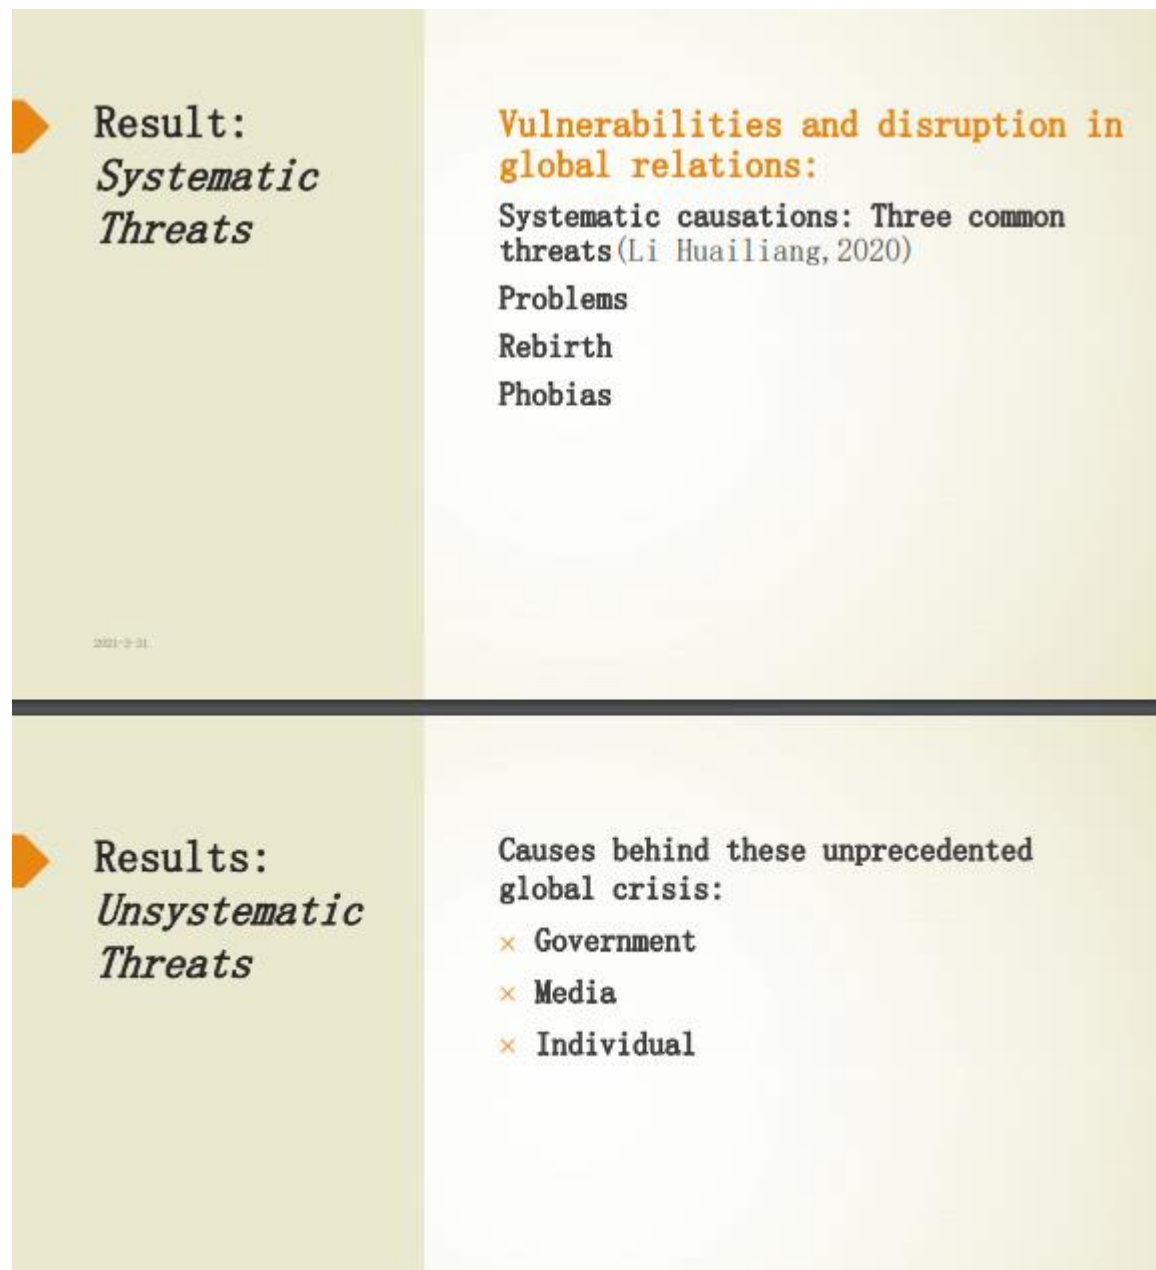 Result:
Systematic
Threats
Vulnerabilities and disruption in
global relations:
Systematic causations: Three common
threats(Li Huailiang,2020)
Problems
Rebirth
Phobias
Results:
Unsystematic
Threats
Causes behind these unprecedented
global crisis:
× Government
× Media
× Individual